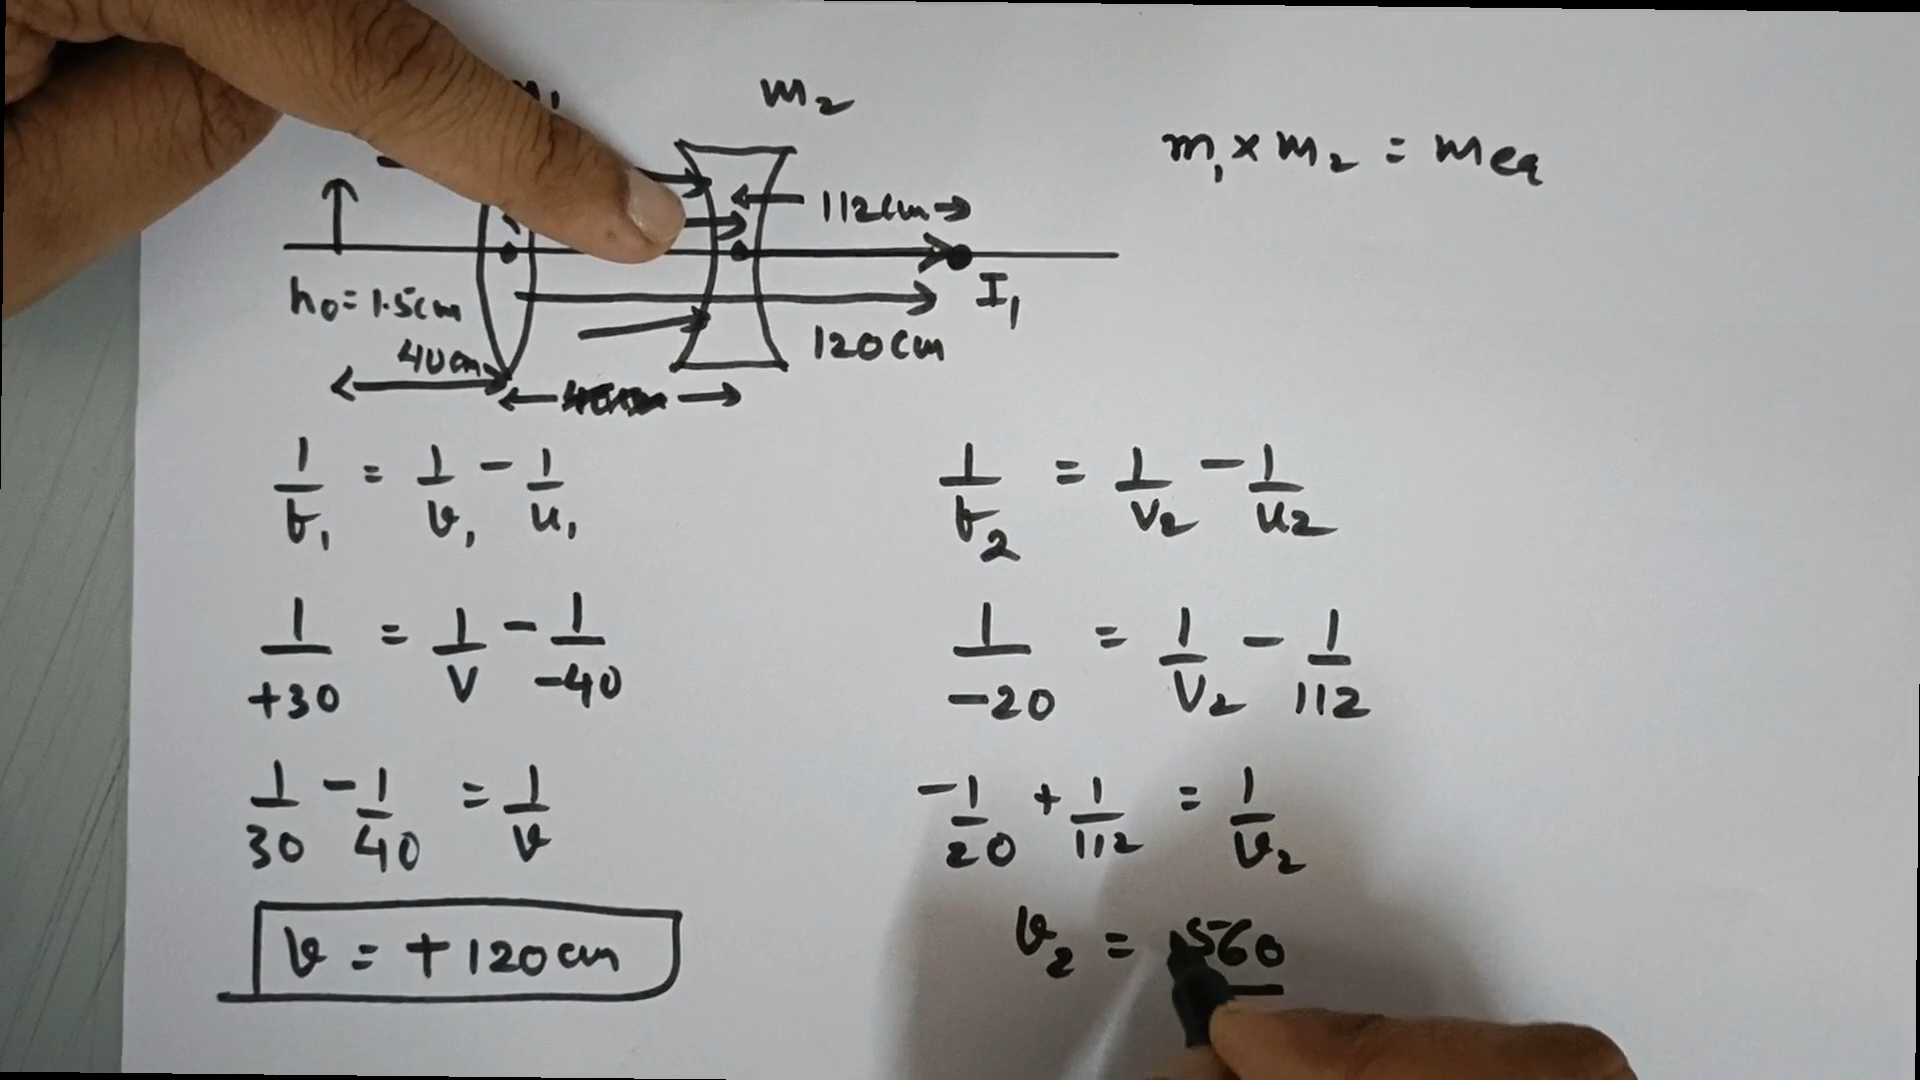 m₂
m₁ × m₂ = meq
112cm
I₁
h₀ = 1.5cm
120cm
40cm
1/f₁ = 1/v₁ - 1/u₁
1/f₂ = 1/v₂ - 1/u₂
1/+30 = 1/v - 1/-40
1/-20 = 1/v₂ - 1/112
1/30 - 1/40 = 1/v
-1/20 + 1/112 = 1/v₂
v = +120cm
v₂ = 560